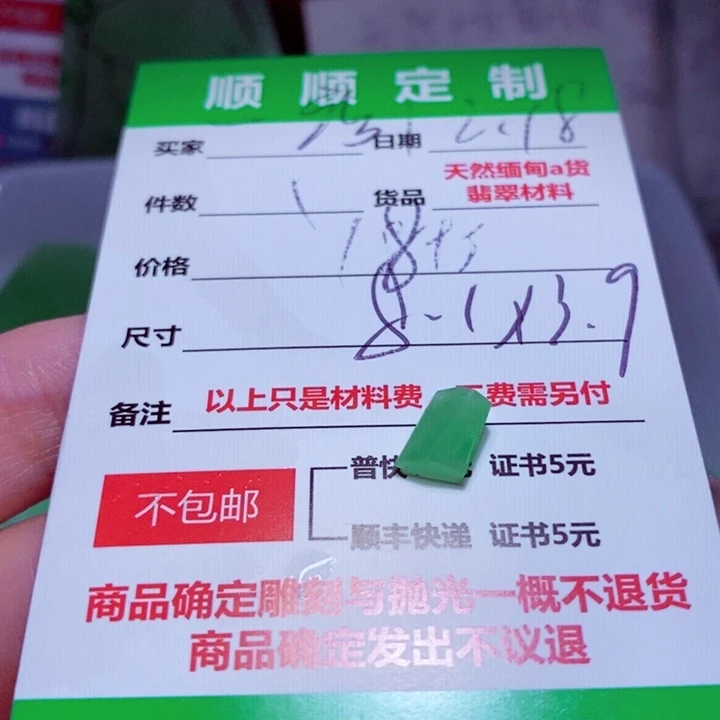 顺顺定制
买家 日期
件数 货品 天然缅甸a货
翡翠材料
价格
尺寸 8-1x3.9
备注 以上只是材料费 费需另付
不包邮
普快 证书5元
顺丰快递 证书5元
商品确定雕刻与抛光一概不退货
商品确定发出不议退